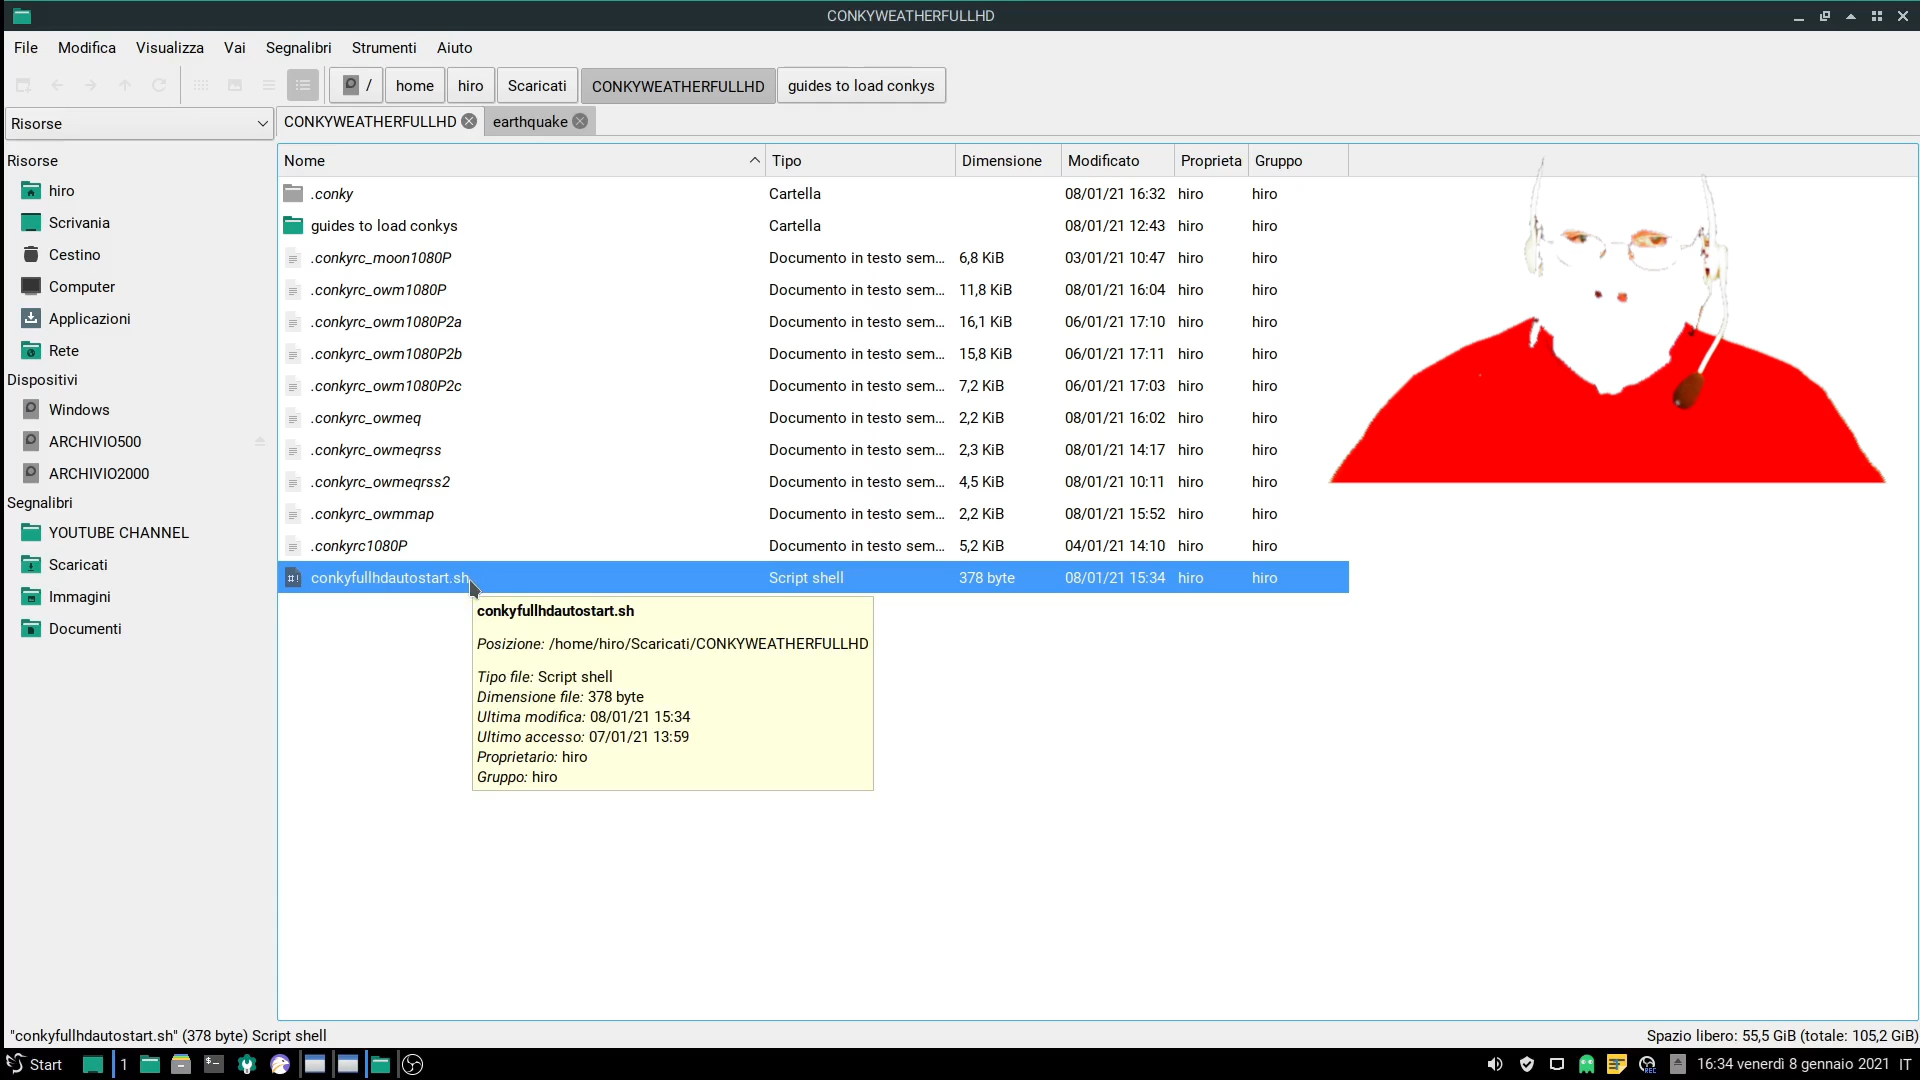 CONKYWEATHERFULLHD
File Modifica Visualizza Vai Segnalibri Strumenti Aiuto
/ home hiro Scaricati CONKYWEATHERFULLHD guides to load conkys
Risorse
CONKYWEATHERFULLHD earthquake
Risorse
hiro
Scrivania
Cestino
Computer
Applicazioni
Rete
Dispositivi
Windows
ARCHIVIO500
ARCHIVIO2000
Segnalibri
YOUTUBE CHANNEL
Scaricati
Immagini
Documenti
Nome Tipo Dimensione Modificato Proprieta Gruppo
.conky Cartella 08/01/21 16:32 hiro hiro
guides to load conkys Cartella 08/01/21 12:43 hiro hiro
.conkyrc_moon1080P Documento in testo sem... 6,8 KiB 03/01/21 10:47 hiro hiro
.conkyrc_owm1080P Documento in testo sem... 11,8 KiB 08/01/21 16:04 hiro hiro
.conkyrc_owm1080P2a Documento in testo sem... 16,1 KiB 06/01/21 17:10 hiro hiro
.conkyrc_owm1080P2b Documento in testo sem... 15,8 KiB 06/01/21 17:11 hiro hiro
.conkyrc_owm1080P2c Documento in testo sem... 7,2 KiB 06/01/21 17:03 hiro hiro
.conkyrc_owmeq Documento in testo sem... 2,2 KiB 08/01/21 16:02 hiro hiro
.conkyrc_owmeqrss Documento in testo sem... 2,3 KiB 08/01/21 14:17 hiro hiro
.conkyrc_owmeqrss2 Documento in testo sem... 4,5 KiB 08/01/21 10:11 hiro hiro
.conkyrc_owmmap Documento in testo sem... 2,2 KiB 08/01/21 15:52 hiro hiro
.conkyrc1080P Documento in testo sem... 5,2 KiB 04/01/21 14:10 hiro hiro
conkyfullhdautostart.sh Script shell 378 byte 08/01/21 15:34 hiro hiro
conkyfullhdautostart.sh
Posizione: /home/hiro/Scaricati/CONKYWEATHERFULLHD
Tipo file: Script shell
Dimensione file: 378 byte
Ultima modifica: 08/01/21 15:34
Ultimo accesso: 07/01/21 13:59
Proprietario: hiro
Gruppo: hiro
"conkyfullhdautostart.sh" (378 byte) Script shell Spazio libero: 55,5 GiB (totale: 105,2 GiB)
Start 1 REC 16:34 venerdì 8 gennaio 2021 IT